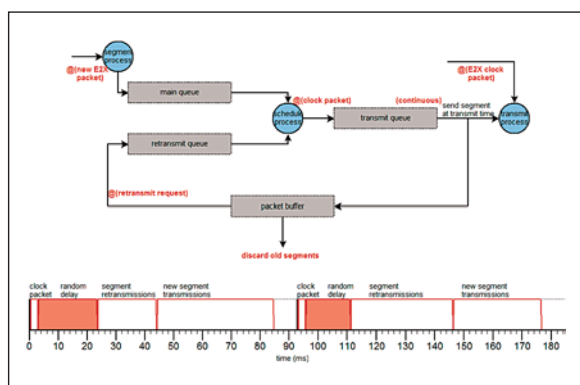 segment
process
@(new E2X
packet)
@(E2X clock
packet)
main queue
@(clock packet)
(continuous)
schedule
process
transmit queue
send segment
at transmit time
transmit
process
retransmit queue
@(retransmit request)
packet buffer
discard old segments
clock
packet
random
delay
segment
retransmissions
new segment
transmissions
clock
packet
random
delay
segment
retransmissions
new segment
transmissions
0 10 20 30 40 50 60 70 80 90 100 110 120 130 140 150 160 170 180
time (ms)